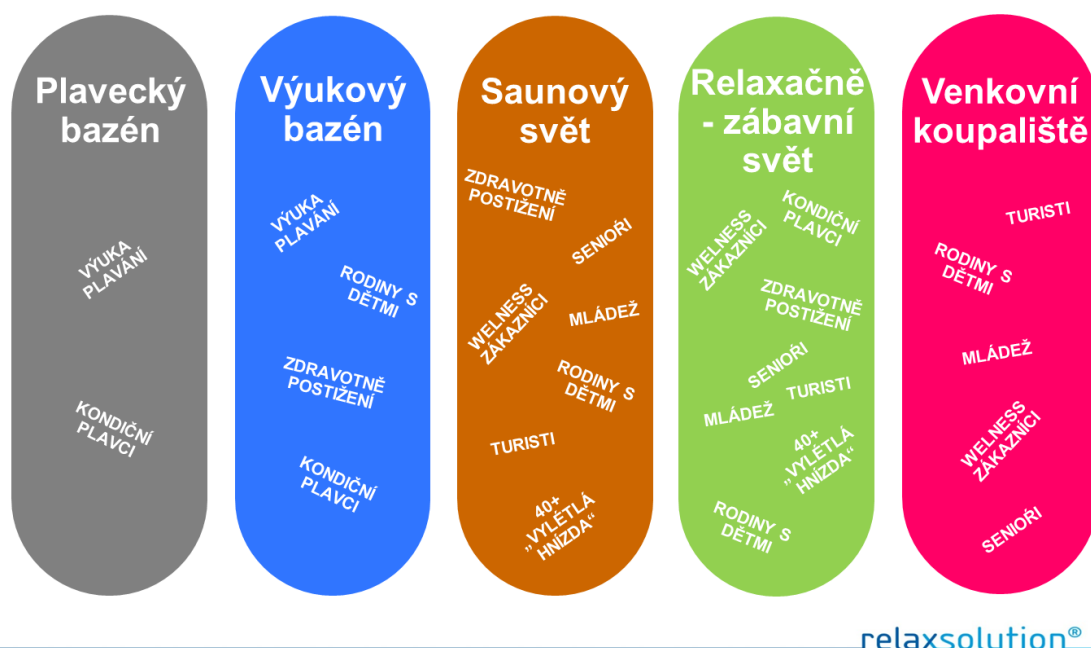 Plavecký
bazén
VÝUKA
PLAVÁNÍ
KONDIČNÍ
PLAVCI
Výukový
bazén
VÝUKA
PLAVÁNÍ
RODINY S
DĚTMI
ZDRAVOTNĚ
POSTIŽENÍ
KONDIČNÍ
PLAVCI
Saunový
svět
ZDRAVOTNĚ
POSTIŽENÍ
SENIOŘI
WELNESS
ZÁKAZNÍCI
MLÁDEŽ
RODINY S
DĚTMI
TURISTI
40+
„VYLÉTLÁ
HNÍZDA“
Relaxačně
- zábavní
svět
KONDIČNÍ
PLAVCI
WELNESS
ZÁKAZNÍCI
ZDRAVOTNĚ
POSTIŽENÍ
SENIOŘI
TURISTI
MLÁDEŽ
40+
„VYLÉTLÁ
HNÍZDA“
RODINY S
DĚTMI
Venkovní
koupaliště
TURISTI
RODINY S
DĚTMI
MLÁDEŽ
WELNESS
ZÁKAZNÍCI
SENIOŘI
relaxsolution®